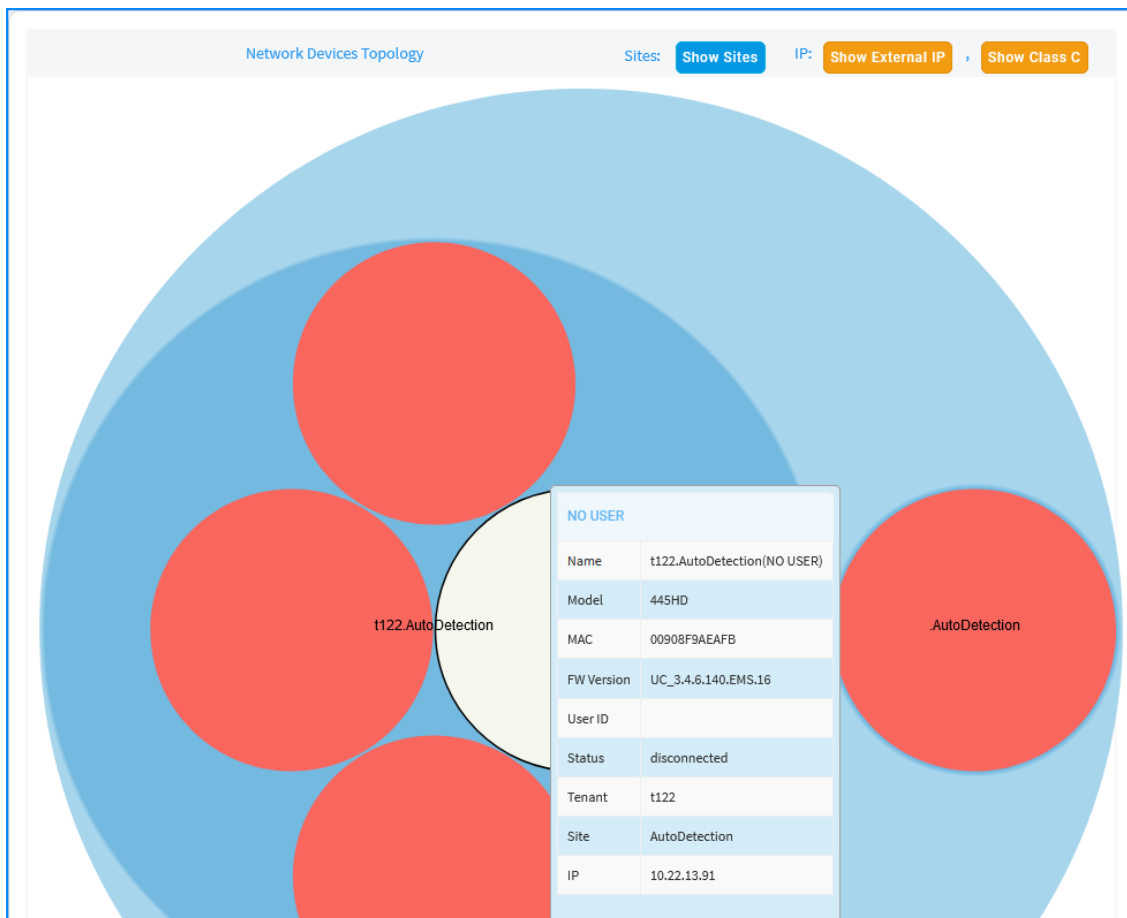 Network Devices Topology Sites: Show Sites IP: Show External IP , Show Class C
NO USER
Name t122.AutoDetection(NO USER)
Model 445HD
MAC 00908F9AEAFB
t122.AutoDetection .AutoDetection
FW Version UC_3.4.6.140.EMS.16
User ID
Status disconnected
Tenant t122
Site AutoDetection
IP 10.22.13.91